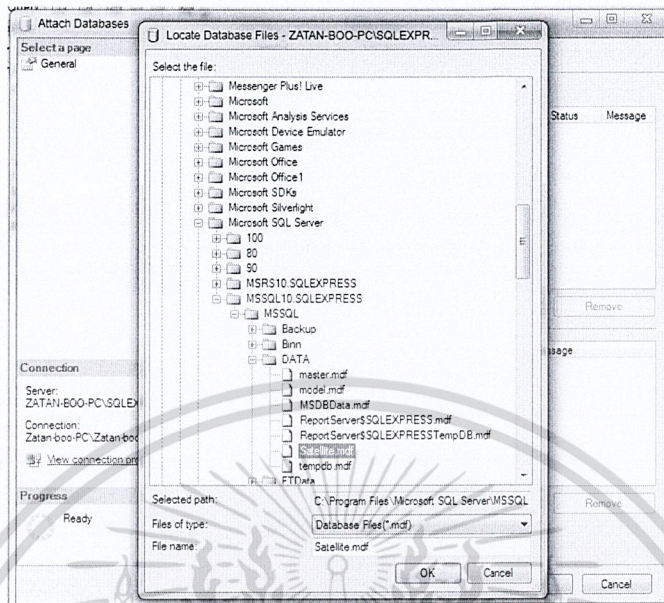 Attach Databases
Select a page
General
Status Message
Remove
Connection
Server:
ZATAN-BOO-PC\SQLEX
Connection:
Zatan-boo-PC\Zatan-boo
View connection pro
Progress
Ready
Remove
Cancel
Locate Database Files - ZATAN-BOO-PC\SQLEXPR...
Select the file:
Messenger Plus! Live
Microsoft
Microsoft Analysis Services
Microsoft Device Emulator
Microsoft Games
Microsoft Office
Microsoft Office1
Microsoft SDKs
Microsoft Silverlight
Microsoft SQL Server
100
80
90
MSRS10.SQLEXPRESS
MSSQL10.SQLEXPRESS
MSSQL
Backup
Binn
DATA
master.mdf
model.mdf
MSDBData.mdf
ReportServer$SQLEXPRESS.mdf
ReportServer$SQLEXPRESSTempDB.mdf
Satellite.mdf
tempdb.mdf
FTData
Selected path: C:\Program Files\Microsoft SQL Server\MSSQL
Files of type: Database Files(*.mdf)
File name: Satellite.mdf
OK Cancel